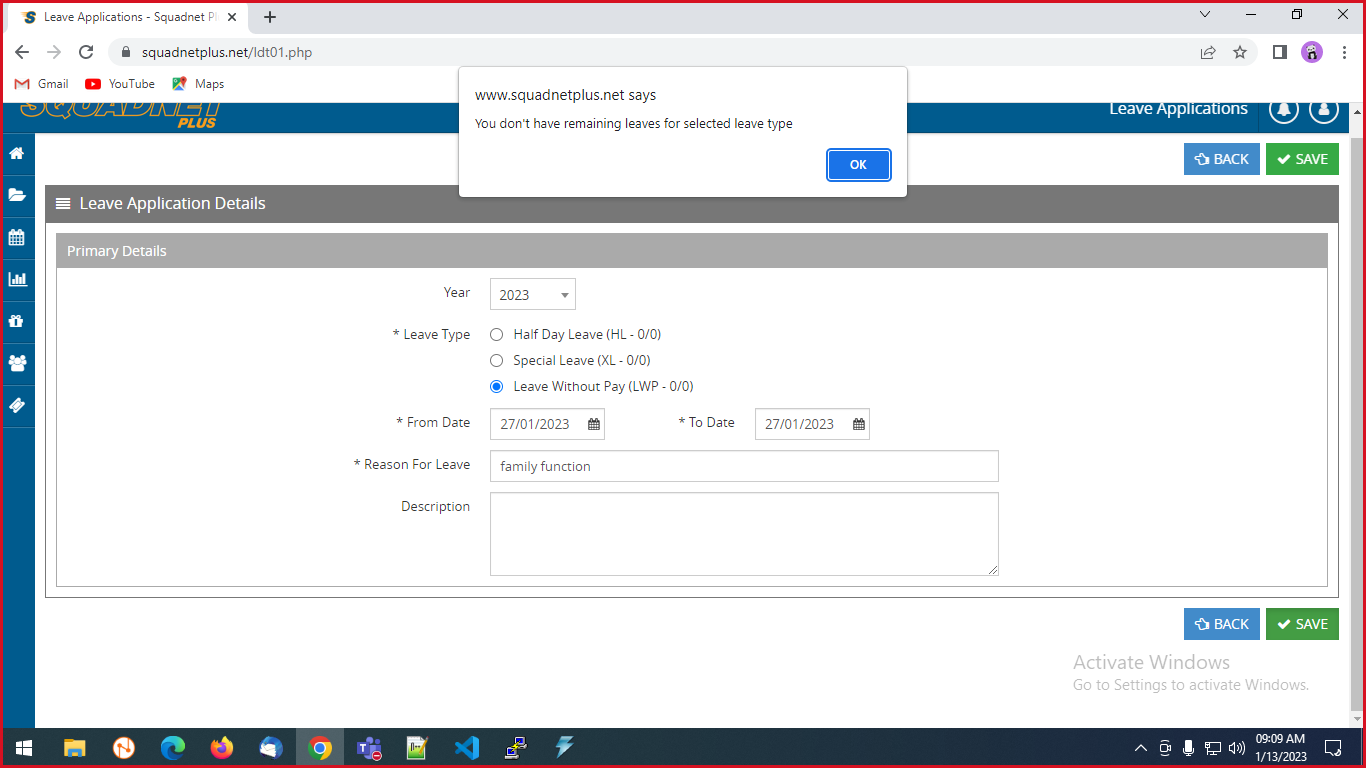 Leave Applications - Squadnet Pl
squadnetplus.net/ldt01.php
Gmail
YouTube
Maps
www.squadnetplus.net says
You don't have remaining leaves for selected leave type
OK
SQUADNET
PLUS
Leave Applications
BACK
SAVE
Leave Application Details
Primary Details
Year
2023
* Leave Type
Half Day Leave (HL - 0/0)
Special Leave (XL - 0/0)
Leave Without Pay (LWP - 0/0)
* From Date
27/01/2023
* To Date
27/01/2023
* Reason For Leave
family function
Description
BACK
SAVE
Activate Windows
Go to Settings to activate Windows.
09:09 AM
1/13/2023